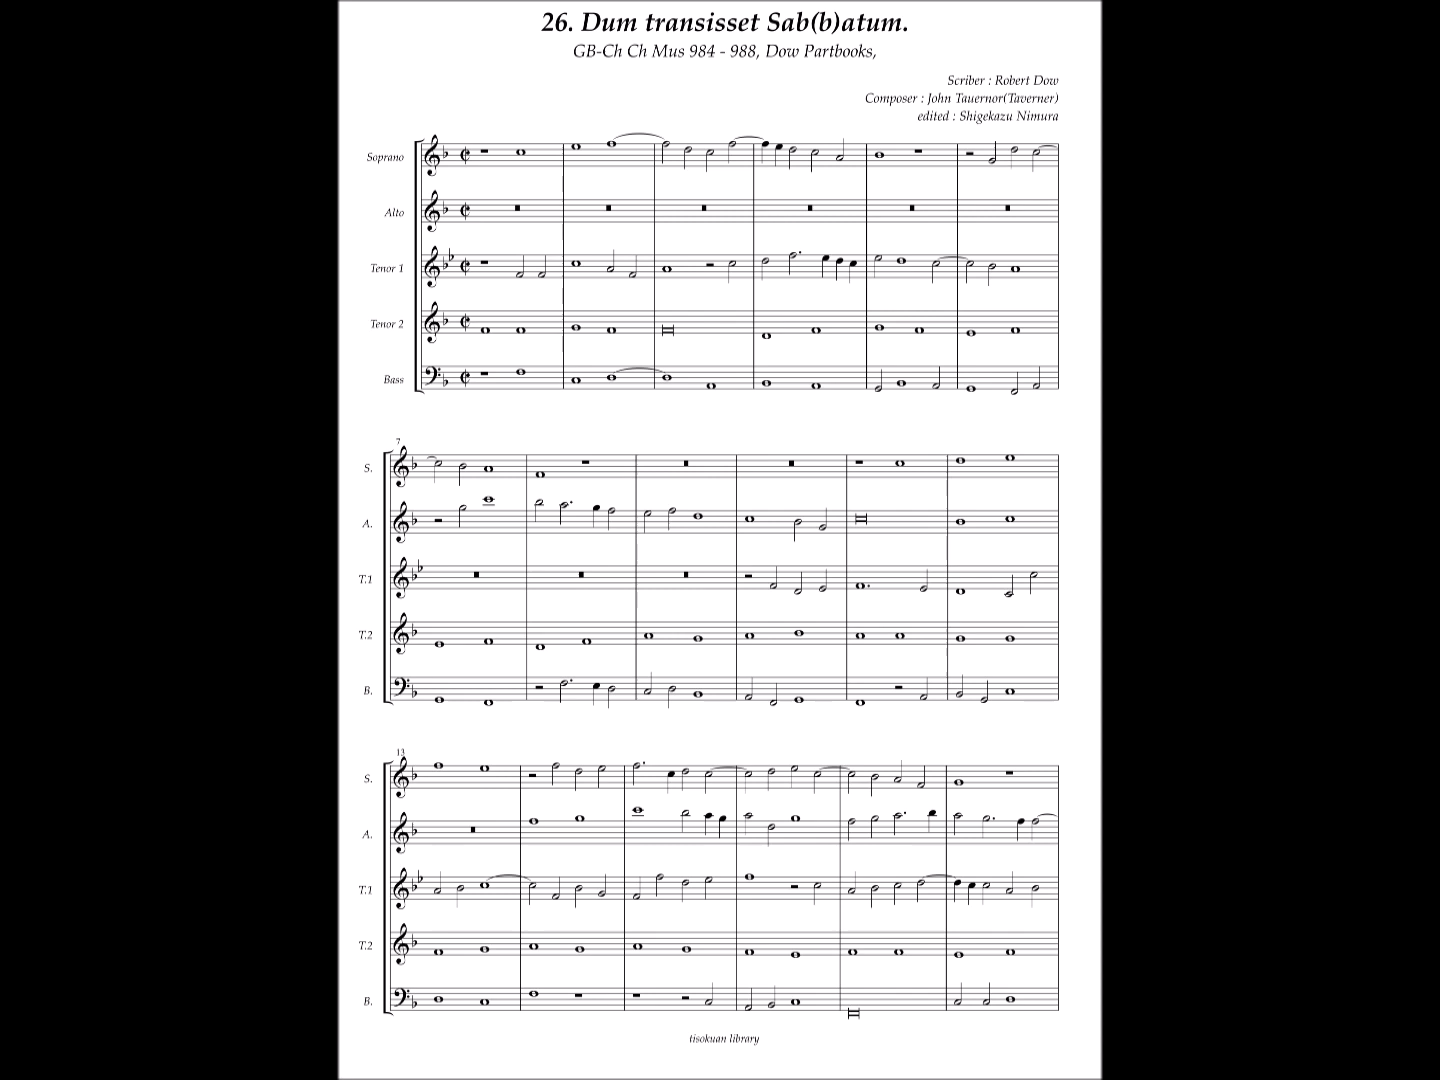 26. Dum transisset Sab(b)atum.
GB-Ch Ch Mus 984 - 988, Dow Partbooks,
Scriber : Robert Dow
Composer : John Tauernor(Taverner)
edited : Shigekazu Nimura
Soprano
Alto
Tenor 1
Tenor 2
Bass
7
S.
A.
T.1
T.2
B.
13
S.
A.
T.1
T.2
B.
tisokuan library